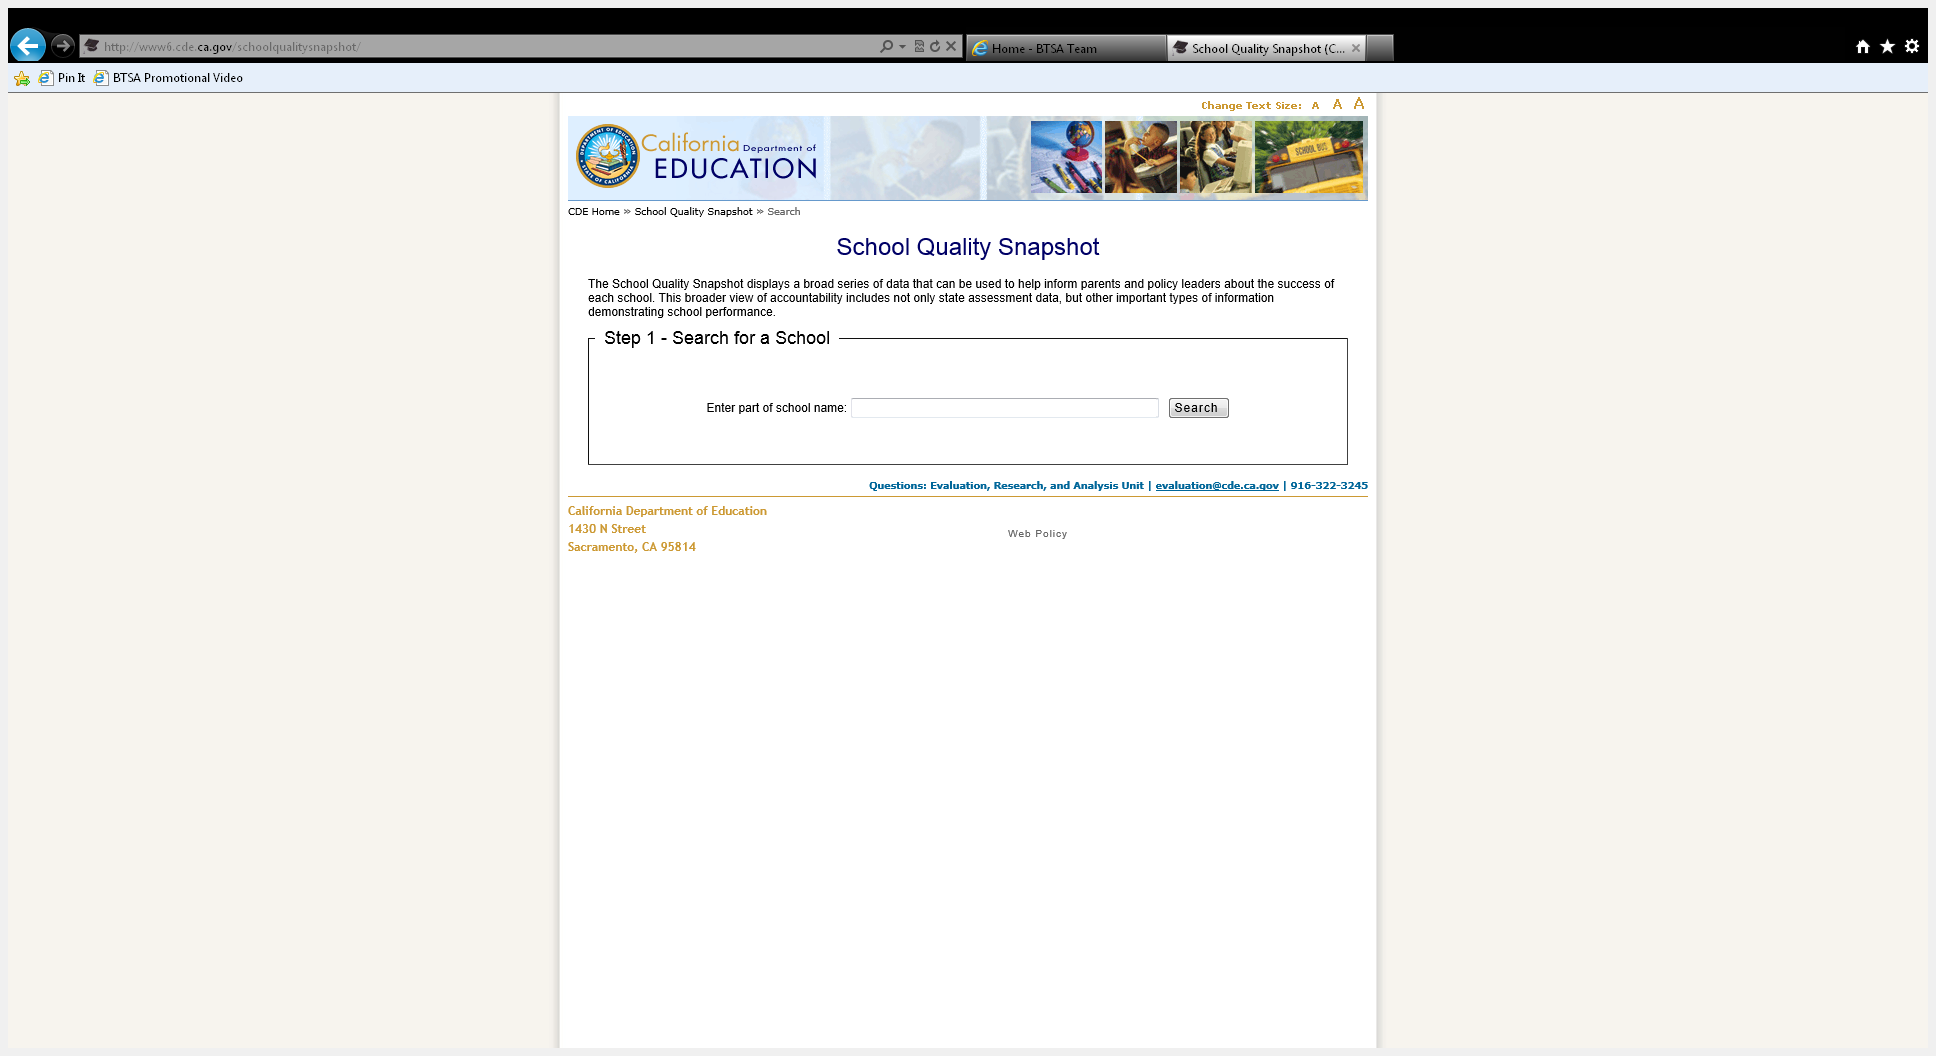 http://www6.cde.ca.gov/schoolqualitysnapshot/
Home - BTSA Team
School Quality Snapshot (C...
Pin It
BTSA Promotional Video
Change Text Size: A A A
DEPARTMENT OF EDUCATION
STATE OF CALIFORNIA
California Department of
EDUCATION
SCHOOL BUS
CDE Home » School Quality Snapshot » Search
School Quality Snapshot
The School Quality Snapshot displays a broad series of data that can be used to help inform parents and policy leaders about the success of
each school. This broader view of accountability includes not only state assessment data, but other important types of information
demonstrating school performance.
Step 1 - Search for a School
Enter part of school name:
Search
Questions: Evaluation, Research, and Analysis Unit | evaluation@cde.ca.gov | 916-322-3245
California Department of Education
1430 N Street
Sacramento, CA 95814
Web Policy